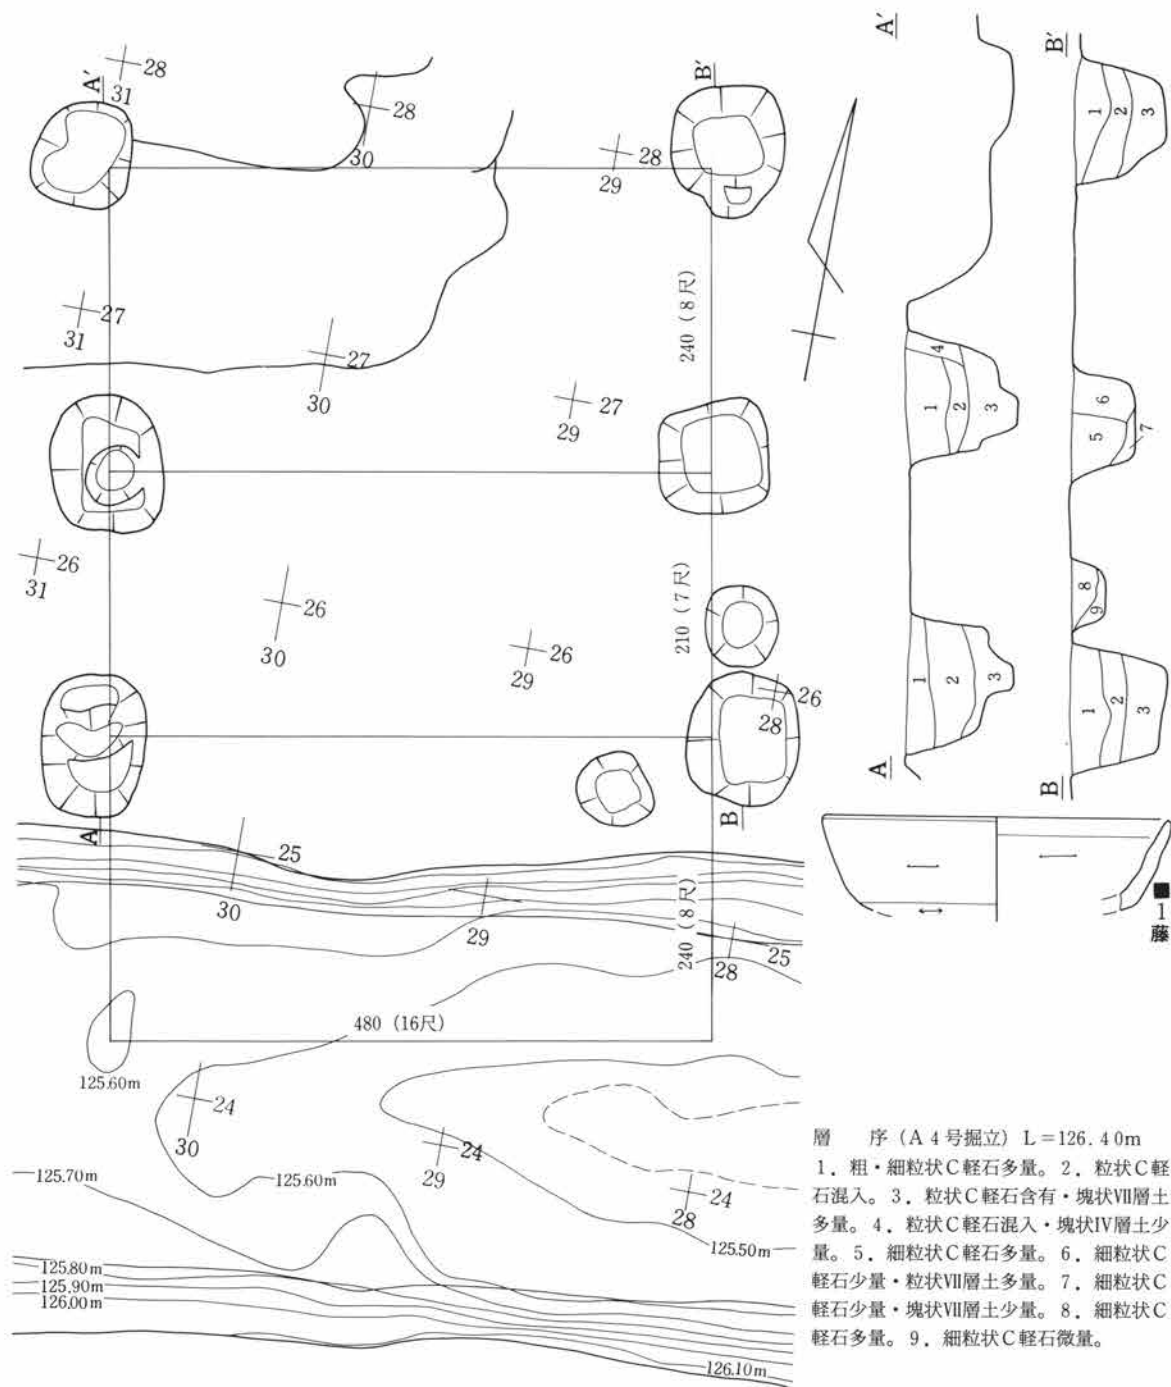 A'
28
31
28
30
B'
28
29
27
31
27
30
27
29
240 (8尺)
26
31
26
30
26
29
210 (7尺)
26
28
A
B
25
30
29
28
25
240 (8尺)
480 (16尺)
125.60m
24
30
24
29
24
28
125.70m
125.60m
125.50m
125.80m
125.90m
126.00m
126.10m
A'
4
1
2
3
1
2
3
A
B'
1
2
3
6
5
7
8
9
1
2
3
B
■1藤
層 序 (A 4号掘立) L=126.40m
1. 粗・細粒状C軽石多量。2. 粒状C軽
石混入。3. 粒状C軽石含有・塊状VII層土
多量。4. 粒状C軽石混入・塊状IV層土少
量。5. 細粒状C軽石多量。6. 細粒状C
軽石少量・粒状VII層土多量。7. 細粒状C
軽石少量・塊状VII層土少量。8. 細粒状C
軽石多量。9. 細粒状C軽石微量。